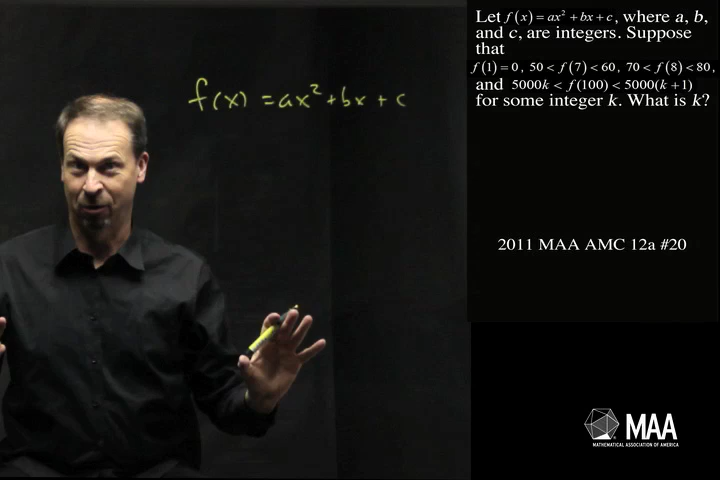 f(x) = ax² + bx + c
Let f(x) = ax² + bx + c, where a, b,
and c, are integers. Suppose
that
f(1) = 0, 50 < f(7) < 60, 70 < f(8) < 80,
and 5000k < f(100) < 5000(k + 1)
for some integer k. What is k?
2011 MAA AMC 12a #20
MAA
MATHEMATICAL ASSOCIATION OF AMERICA